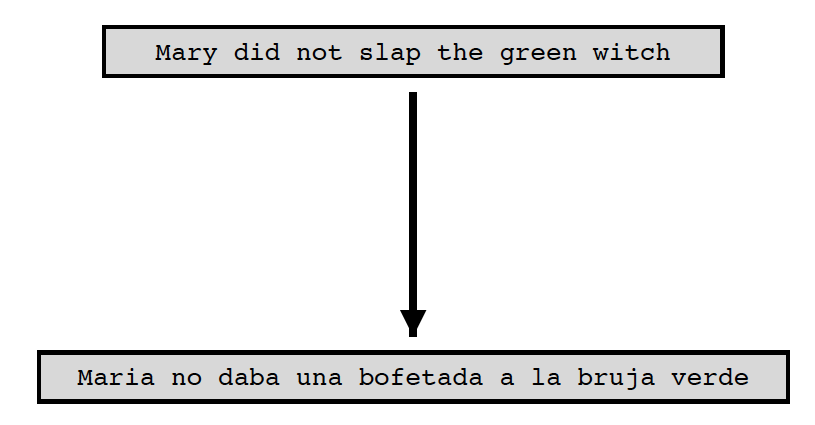 Mary did not slap the green witch
Maria no daba una bofetada a la bruja verde